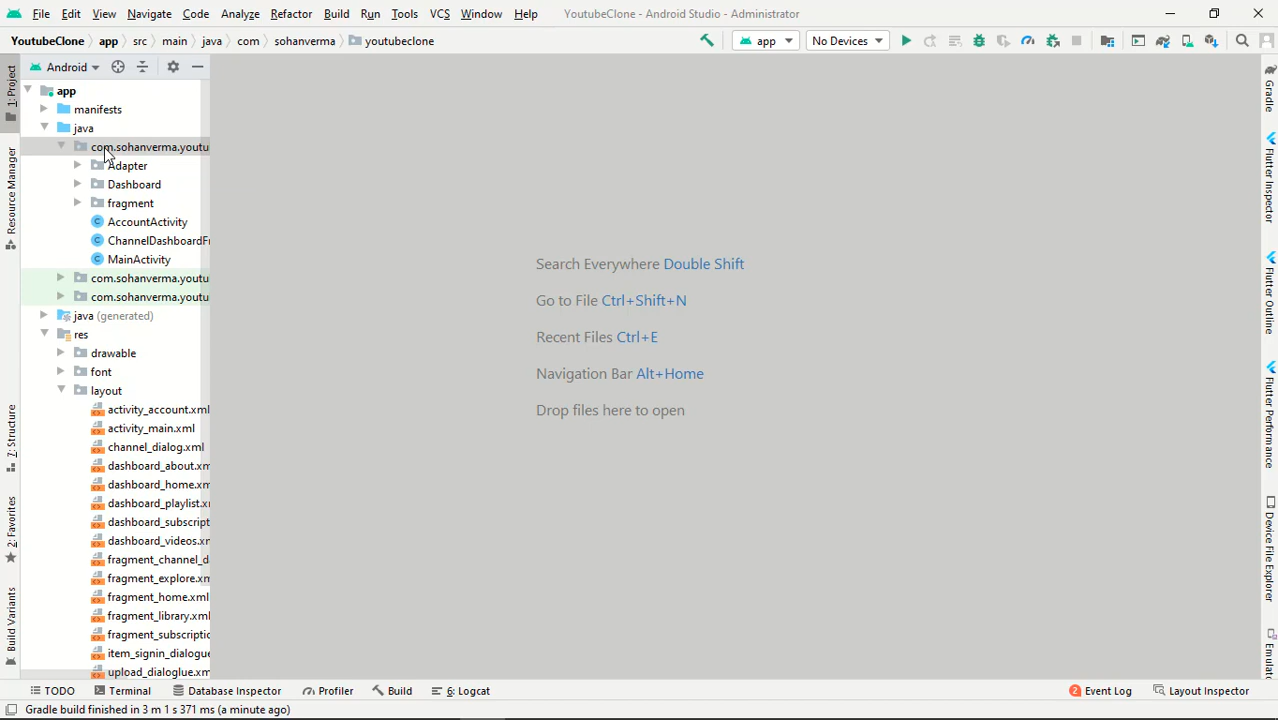 File Edit View Navigate Code Analyze Refactor Build Run Tools VCS Window Help YoutubeClone - Android Studio - Administrator
YoutubeClone app src main java com sohanverma youtubeclone app No Devices
Android
app
manifests
java
com.sohanverma.youtu
Adapter
Dashboard
fragment
AccountActivity
ChannelDashboardFr
MainActivity
com.sohanverma.youtu
com.sohanverma.youtu
java (generated)
res
drawable
font
layout
activity_account.xml
activity_main.xml
channel_dialog.xml
dashboard_about.xm
dashboard_home.xm
dashboard_playlist.x
dashboard_subscript
dashboard_videos.x
fragment_channel_d
fragment_explore.xm
fragment_home.xml
fragment_library.xml
fragment_subscriptio
item_signin_dialogue
upload_dialoglue.xm
1: Project
Resource Manager
Z: Structure
2: Favorites
Build Variants
Search Everywhere Double Shift
Go to File Ctrl+Shift+N
Recent Files Ctrl+E
Navigation Bar Alt+Home
Drop files here to open
Gradle
Flutter Inspector
Flutter Outline
Flutter Performance
Device File Explorer
Emulat
TODO Terminal Database Inspector Profiler Build 6: Logcat 2 Event Log Layout Inspector
Gradle build finished in 3 m 1 s 371 ms (a minute ago)